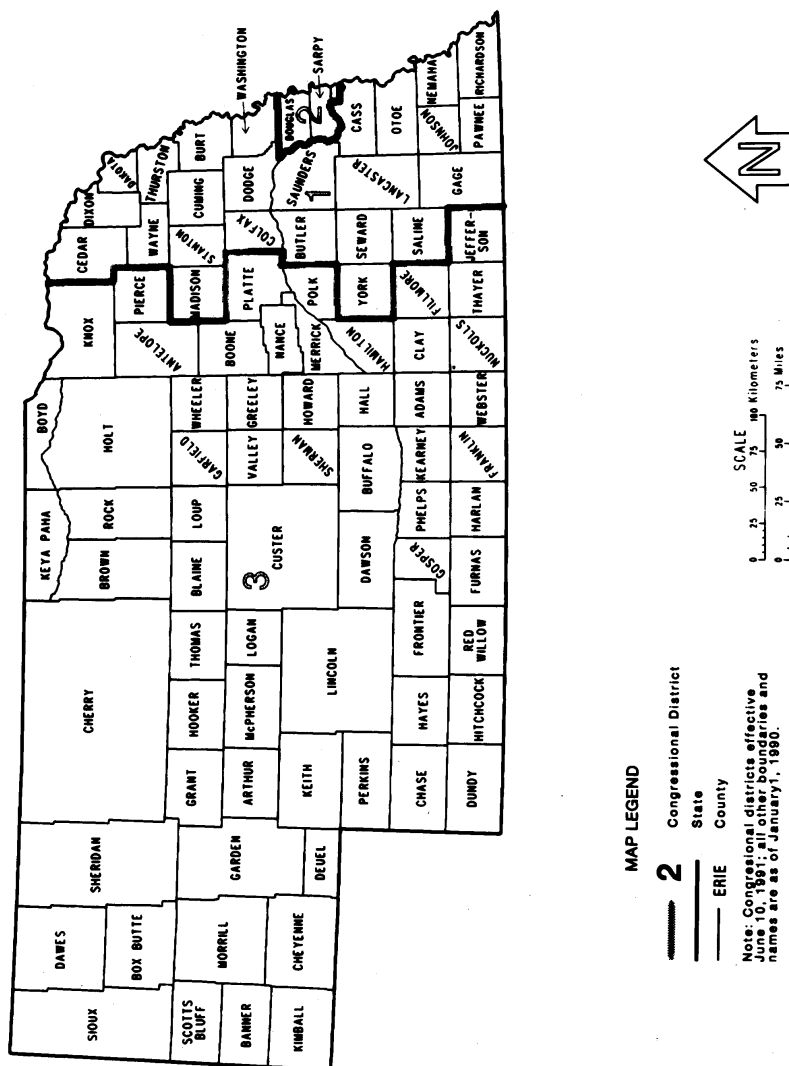 SIOUX
DAWES
BOX BUTTE
SCOTTS
BLUFF
BANNER
KIMBALL
SHERIDAN
MORRILL
CHEYENNE
GARDEN
DEUEL
CHERRY
GRANT
HOOKER
THOMAS
ARTHUR
McPHERSON
LOGAN
KEITH
LINCOLN
PERKINS
CHASE
HAYES
FRONTIER
DUNDY
HITCHCOCK
RED
WILLOW
KEYA PAHA
BOYD
BROWN
ROCK
HOLT
BLAINE
LOUP
GARFIELD
WHEELER
3
CUSTER
VALLEY
GREELEY
SHERMAN
HOWARD
DAWSON
BUFFALO
HALL
GOSPER
PHELPS
KEARNEY
ADAMS
FURNAS
HARLAN
FRANKLIN
WEBSTER
KNOX
ANTELOPE
PIERCE
BOONE
MADISON
NANCE
PLATTE
MERRICK
POLK
HAMILTON
YORK
CLAY
FILLMORE
NUCKOLLS
THAYER
CEDAR
DIXON
DAKOTA
WAYNE
THURSTON
STANTON
CUMING
BURT
COLFAX
DODGE
WASHINGTON
BUTLER
SAUNDERS
1
DOUGLAS
2
SARPY
SEWARD
LANCASTER
CASS
OTOE
SALINE
GAGE
JOHNSON
NEMAHA
JEFFER-
SON
PAWNEE
RICHARDSON
MAP LEGEND
2 Congressional District
State
ERIE County
Note: Congresional districts effective
June 10, 1991; all other boundaries and
names are as of January1, 1990.
SCALE
0 25 50 75 100 Kilometers
0 25 50 75 Miles
N